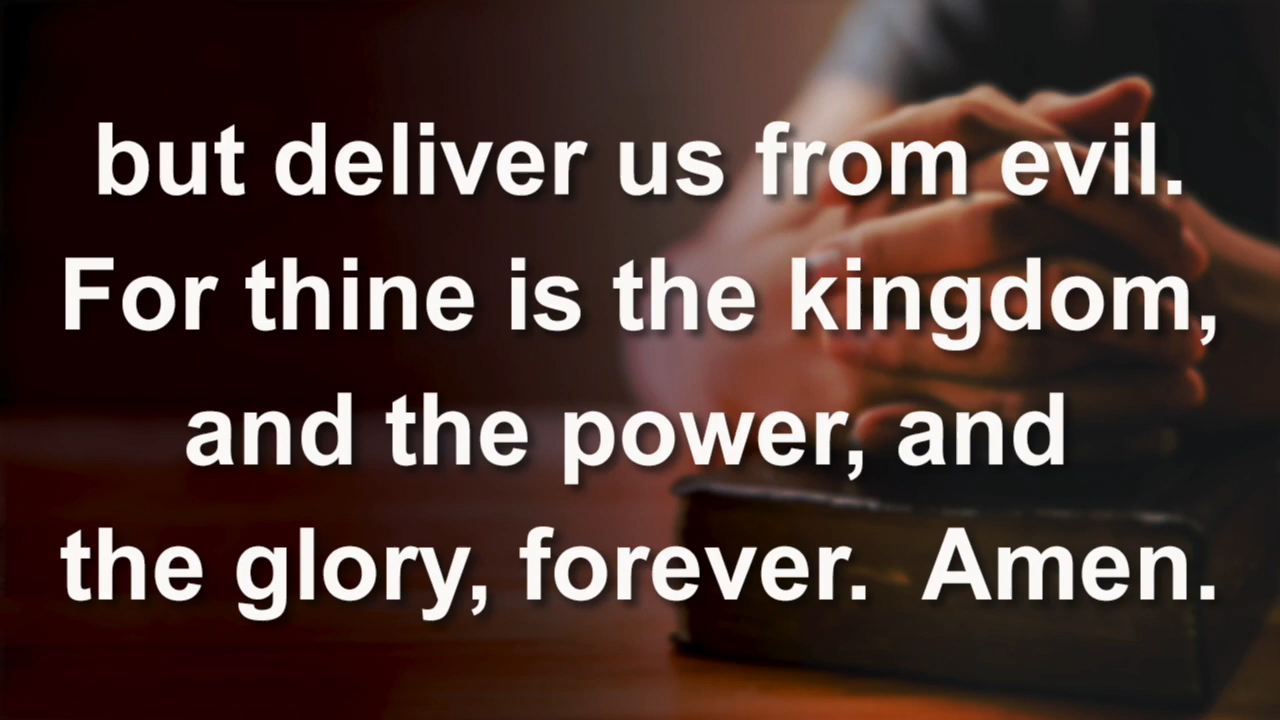 but deliver us from evil.
For thine is the kingdom,
and the power, and
the glory, forever.  Amen.